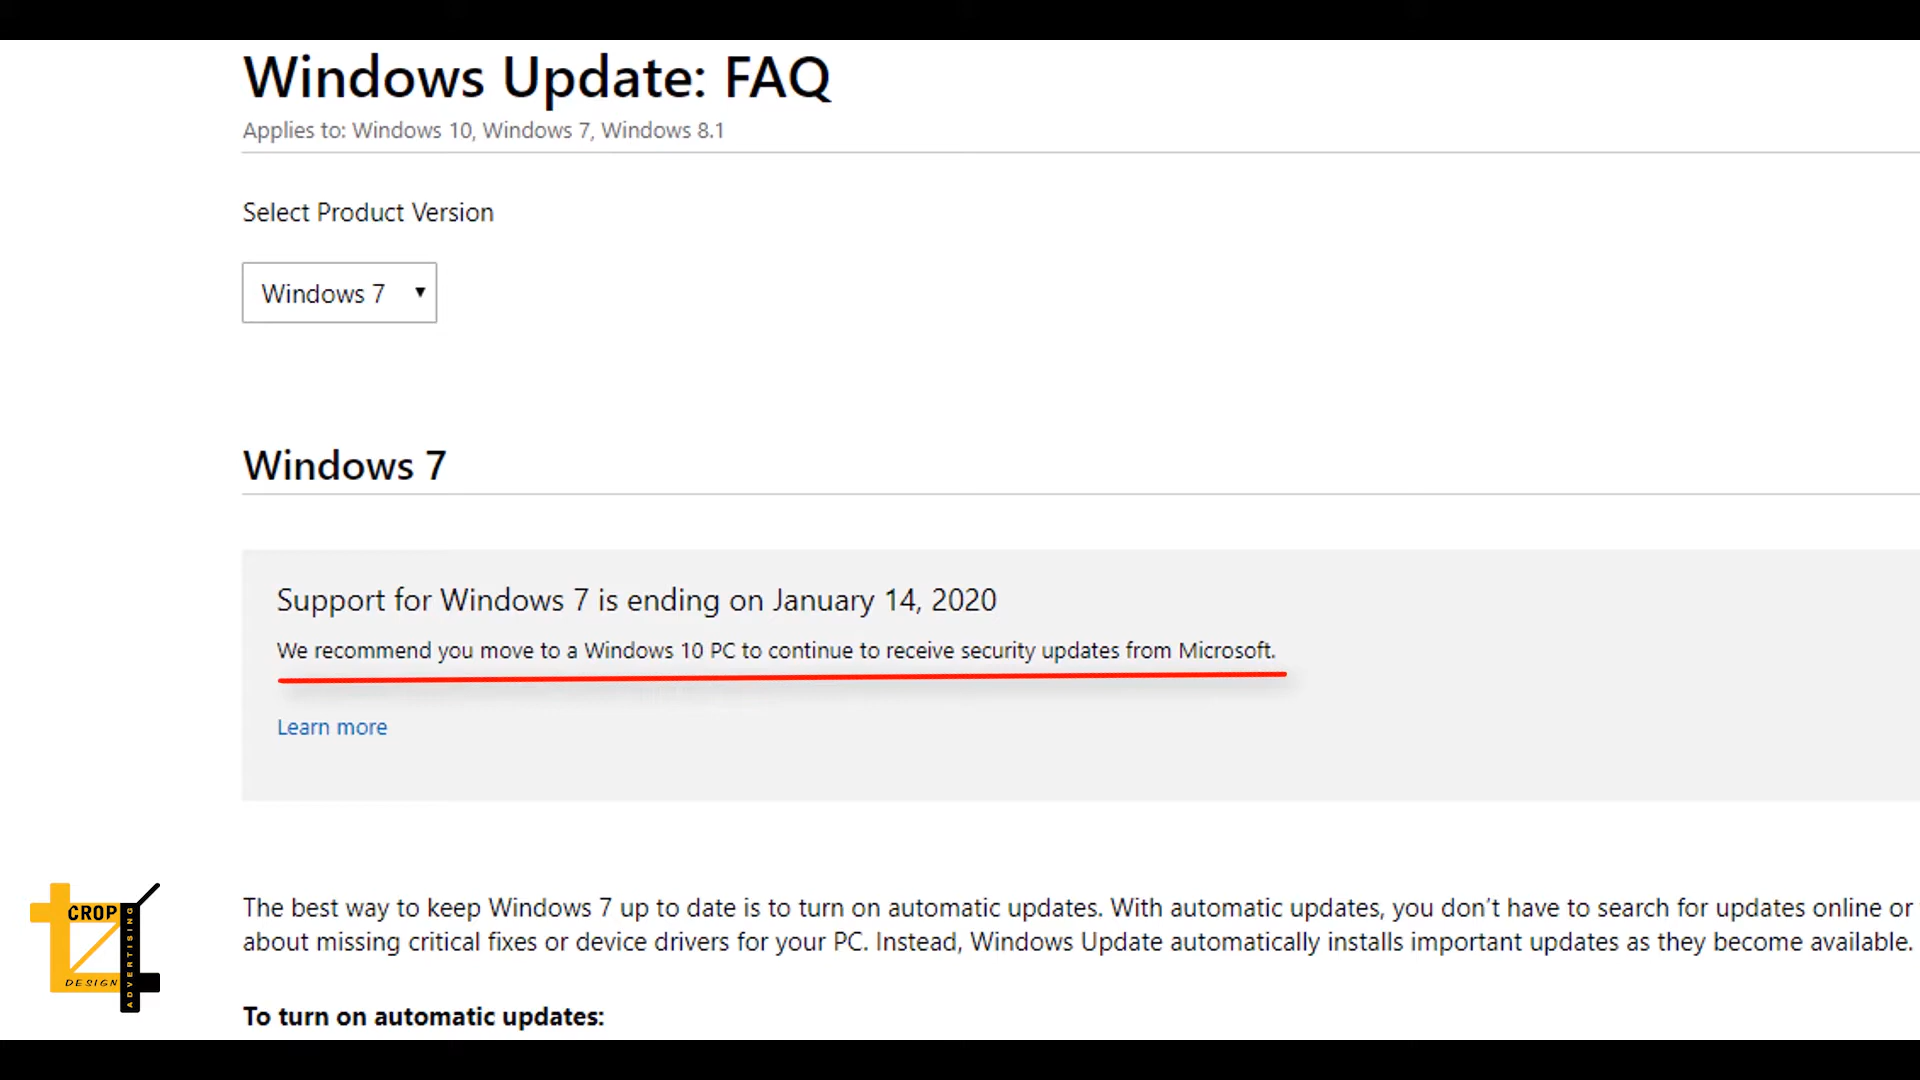 Windows Update: FAQ
Applies to: Windows 10, Windows 7, Windows 8.1
Select Product Version
Windows 7
Windows 7
Support for Windows 7 is ending on January 14, 2020
We recommend you move to a Windows 10 PC to continue to receive security updates from Microsoft.
Learn more
The best way to keep Windows 7 up to date is to turn on automatic updates. With automatic updates, you don't have to search for updates online or
about missing critical fixes or device drivers for your PC. Instead, Windows Update automatically installs important updates as they become available.
To turn on automatic updates:
CROP
DESIGN
ADVERTISING